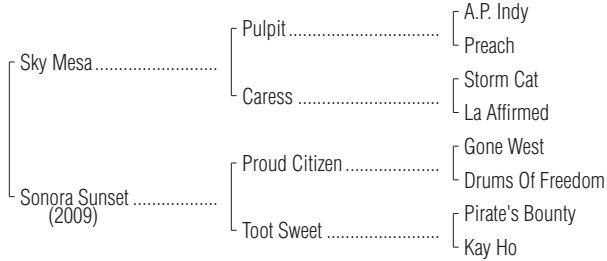 A.P. Indy
Pulpit
Preach
Sky Mesa
Storm Cat
Caress
La Affirmed
Gone West
Proud Citizen
Drums Of Freedom
Sonora Sunset
(2009)
Pirate's Bounty
Toot Sweet
Kay Ho